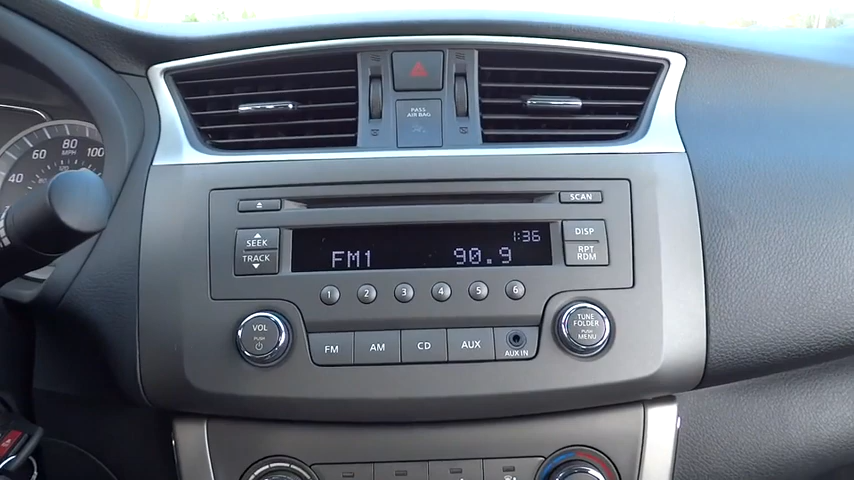 PASS
AIR BAG
40 60 80 100
MPH
SCAN
SEEK
TRACK
1:36
FM1 90.9
DISP
RPT
RDM
1 2 3 4 5 6
VOL
PUSH
FM AM CD AUX
AUX IN
TUNE
FOLDER
PUSH
MENU